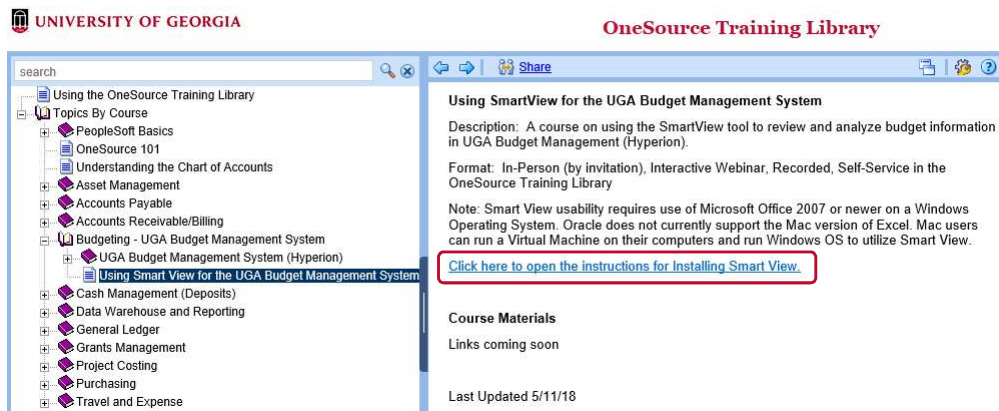 UNIVERSITY OF GEORGIA
OneSource Training Library
search
Using the OneSource Training Library
Topics By Course
PeopleSoft Basics
OneSource 101
Understanding the Chart of Accounts
Asset Management
Accounts Payable
Accounts Receivable/Billing
Budgeting - UGA Budget Management System
UGA Budget Management System (Hyperion)
Using Smart View for the UGA Budget Management System
Cash Management (Deposits)
Data Warehouse and Reporting
General Ledger
Grants Management
Project Costing
Purchasing
Travel and Expense
Share
Using SmartView for the UGA Budget Management System
Description: A course on using the SmartView tool to review and analyze budget information
in UGA Budget Management (Hyperion).
Format: In-Person (by invitation), Interactive Webinar, Recorded, Self-Service in the
OneSource Training Library
Note: Smart View usability requires use of Microsoft Office 2007 or newer on a Windows
Operating System. Oracle does not currently support the Mac version of Excel. Mac users
can run a Virtual Machine on their computers and run Windows OS to utilize Smart View.
Click here to open the instructions for Installing Smart View.
Course Materials
Links coming soon
Last Updated 5/11/18